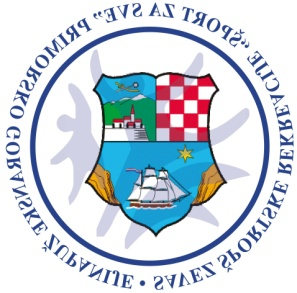 SAVEZ ŠPORTSKE REKREACIJE „ŠPORT ZA SVE” PRIMORSKO GORANSKE ŽUPANIJE •